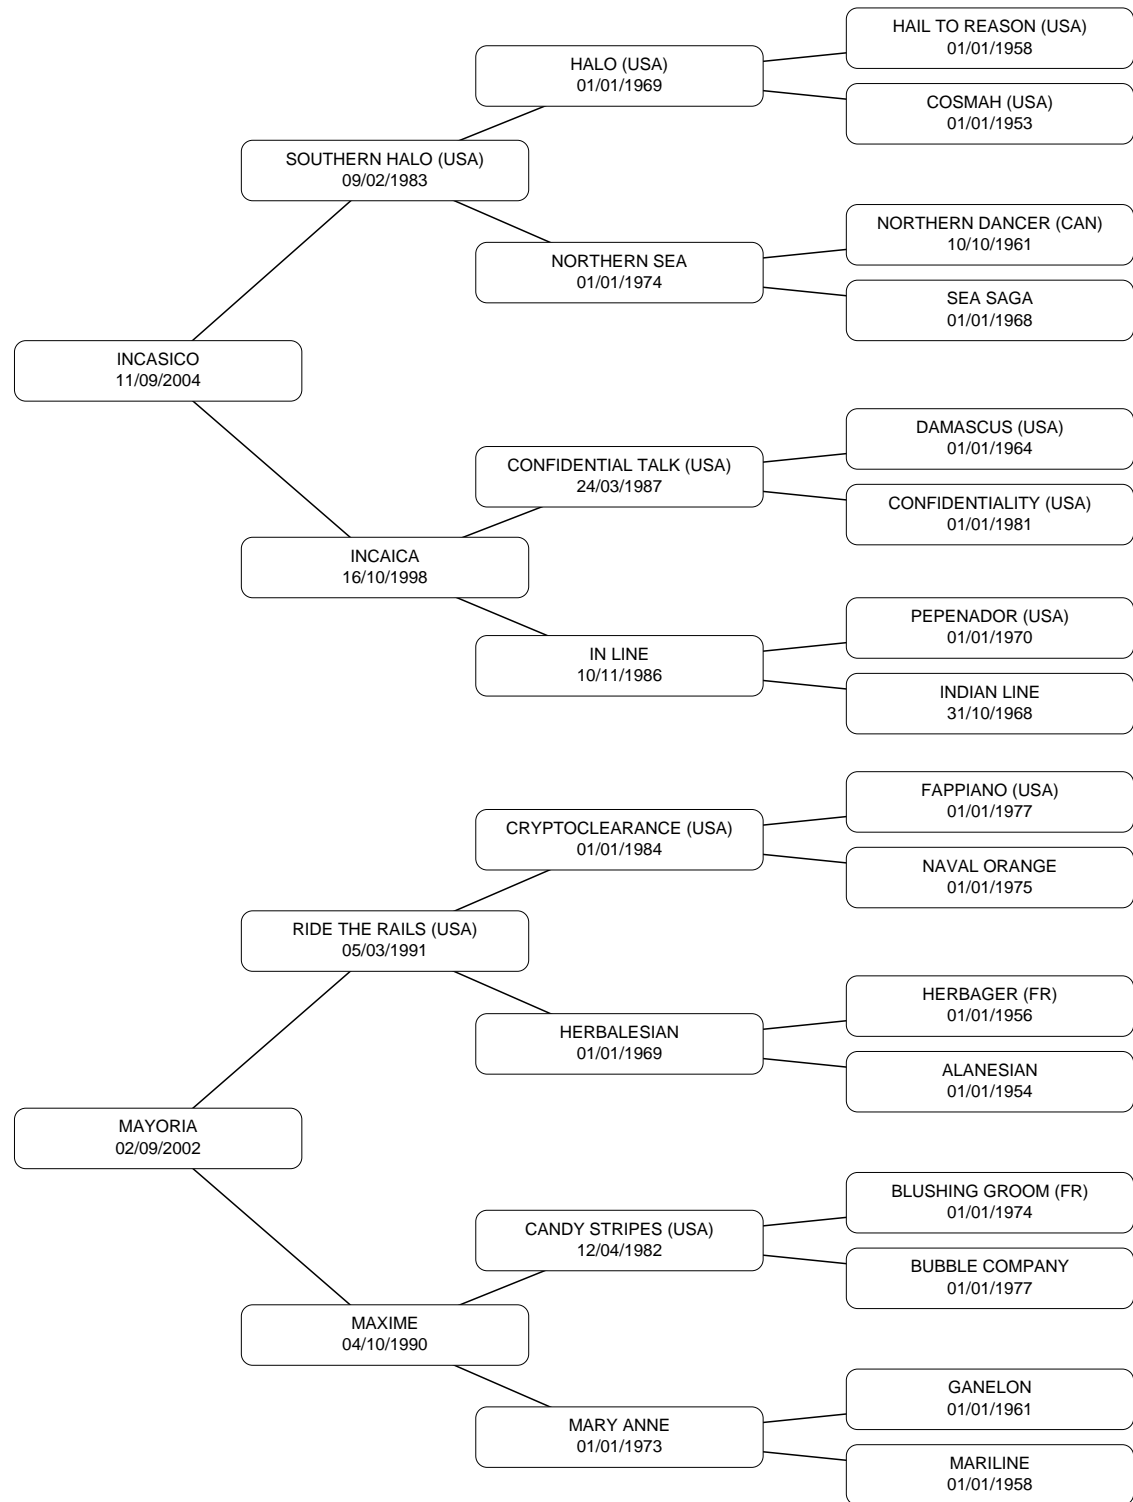 HAIL TO REASON (USA)
01/01/1958
HALO (USA)
01/01/1969
COSMAH (USA)
01/01/1953
SOUTHERN HALO (USA)
09/02/1983
NORTHERN DANCER (CAN)
10/10/1961
NORTHERN SEA
01/01/1974
SEA SAGA
01/01/1968
INCASICO
11/09/2004
DAMASCUS (USA)
01/01/1964
CONFIDENTIAL TALK (USA)
24/03/1987
CONFIDENTIALITY (USA)
01/01/1981
INCAICA
16/10/1998
PEPENADOR (USA)
01/01/1970
IN LINE
10/11/1986
INDIAN LINE
31/10/1968
FAPPIANO (USA)
01/01/1977
CRYPTOCLEARANCE (USA)
01/01/1984
NAVAL ORANGE
01/01/1975
RIDE THE RAILS (USA)
05/03/1991
HERBAGER (FR)
01/01/1956
HERBALESIAN
01/01/1969
ALANESIAN
01/01/1954
MAYORIA
02/09/2002
BLUSHING GROOM (FR)
01/01/1974
CANDY STRIPES (USA)
12/04/1982
BUBBLE COMPANY
01/01/1977
MAXIME
04/10/1990
GANELON
01/01/1961
MARY ANNE
01/01/1973
MARILINE
01/01/1958